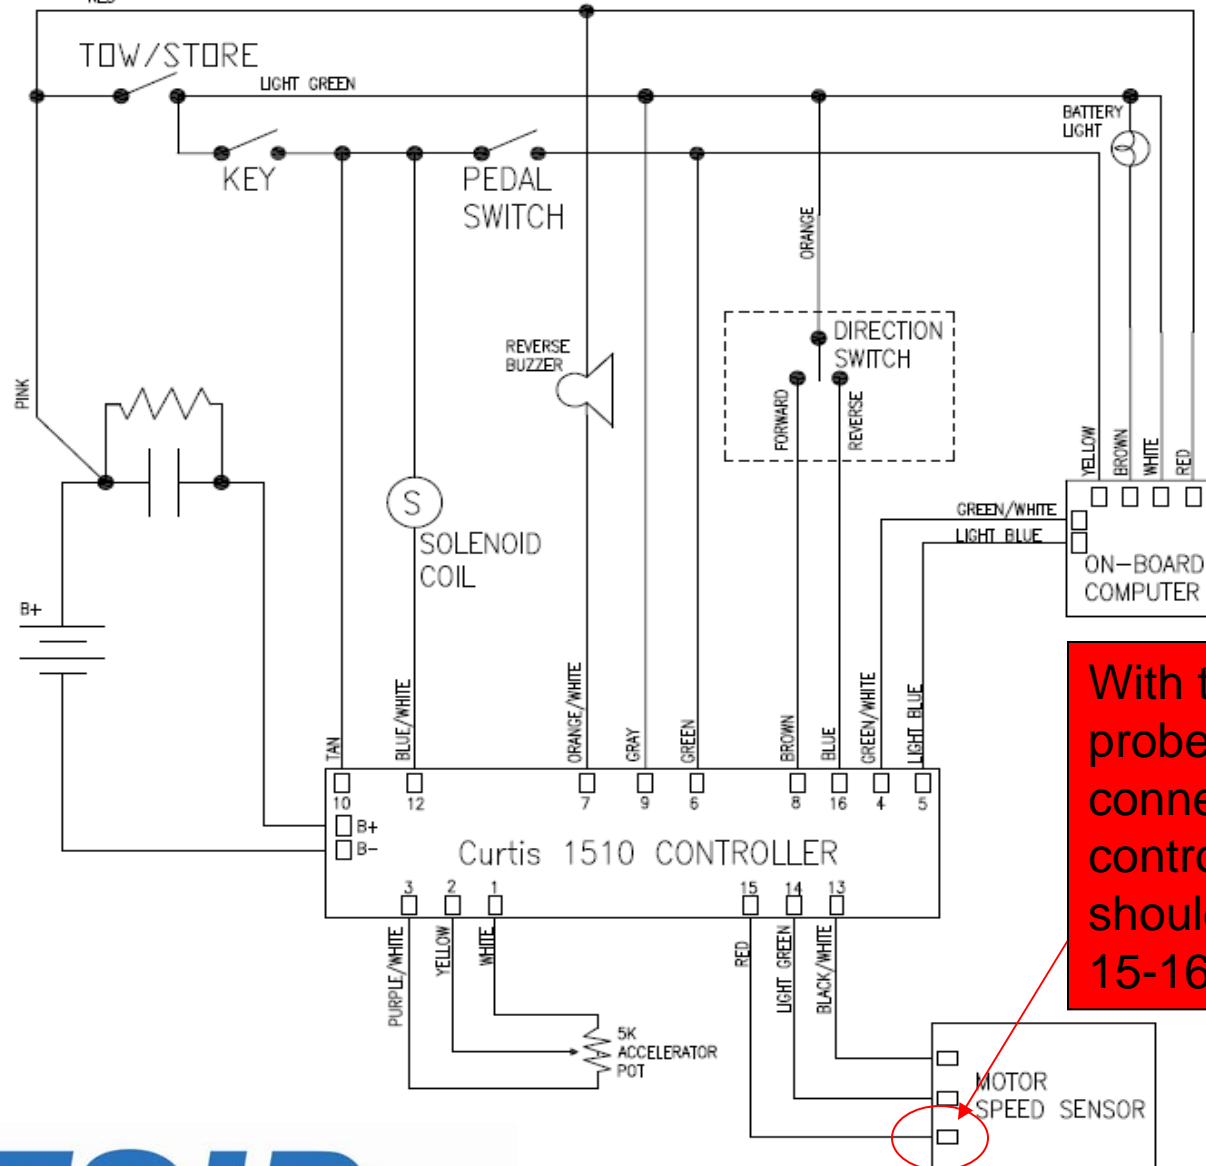 TOW/STORE
LIGHT GREEN
KEY
PEDAL
SWITCH
BATTERY
LIGHT
ORANGE
DIRECTION
SWITCH
FORWARD
REVERSE
REVERSE
BUZZER
PINK
YELLOW
BROWN
WHITE
RED
GREEN/WHITE
LIGHT BLUE
ON-BOARD
COMPUTER
S
SOLENOID
COIL
B+
TAN
BLUE/WHITE
ORANGE/WHITE
GRAY
GREEN
BROWN
BLUE
GREEN/WHITE
LIGHT BLUE
10 12 7 9 6 8 16 4 5
B+
B-
Curtis 1510 CONTROLLER
3 2 1 15 14 13
PURPLE/WHITE
YELLOW
WHITE
RED
LIGHT GREEN
BLACK/WHITE
5K
ACCELERATOR
POT
MOTOR
SPEED SENSOR
With
probe
15-16